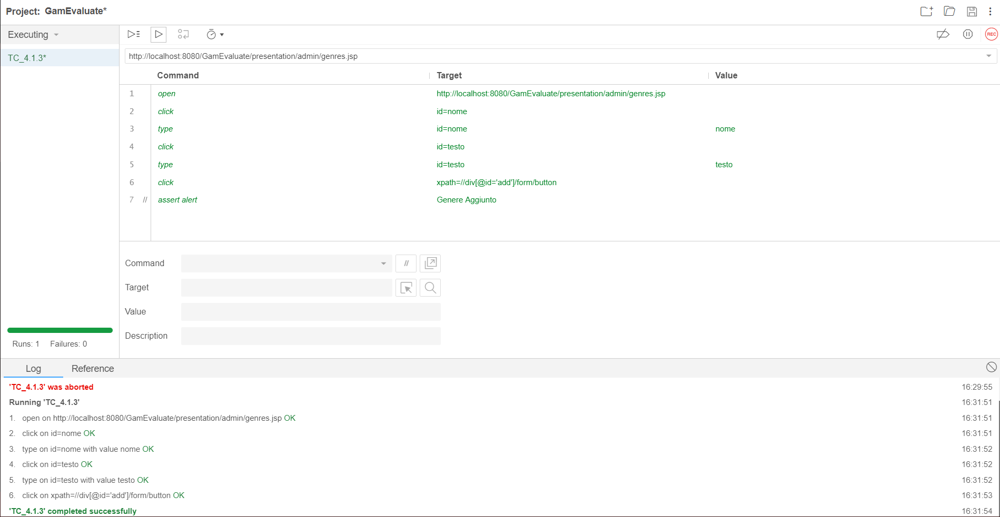 Project: GamEvaluate*
Executing
REC
TC_4.1.3*
http://localhost:8080/GamEvaluate/presentation/admin/genres.jsp
Command Target Value
1 open http://localhost:8080/GamEvaluate/presentation/admin/genres.jsp
2 click id=nome
3 type id=nome nome
4 click id=testo
5 type id=testo testo
6 click xpath=//div[@id='add']/form/button
7 // assert alert Genere Aggiunto
Command //
Target
Value
Description
Runs: 1 Failures: 0
Log Reference
'TC_4.1.3' was aborted 16:29:55
Running 'TC_4.1.3' 16:31:51
1. open on http://localhost:8080/GamEvaluate/presentation/admin/genres.jsp OK 16:31:51
2. click on id=nome OK 16:31:51
3. type on id=nome with value nome OK 16:31:52
4. click on id=testo OK 16:31:52
5. type on id=testo with value testo OK 16:31:52
6. click on xpath=//div[@id='add']/form/button OK 16:31:53
'TC_4.1.3' completed successfully 16:31:54